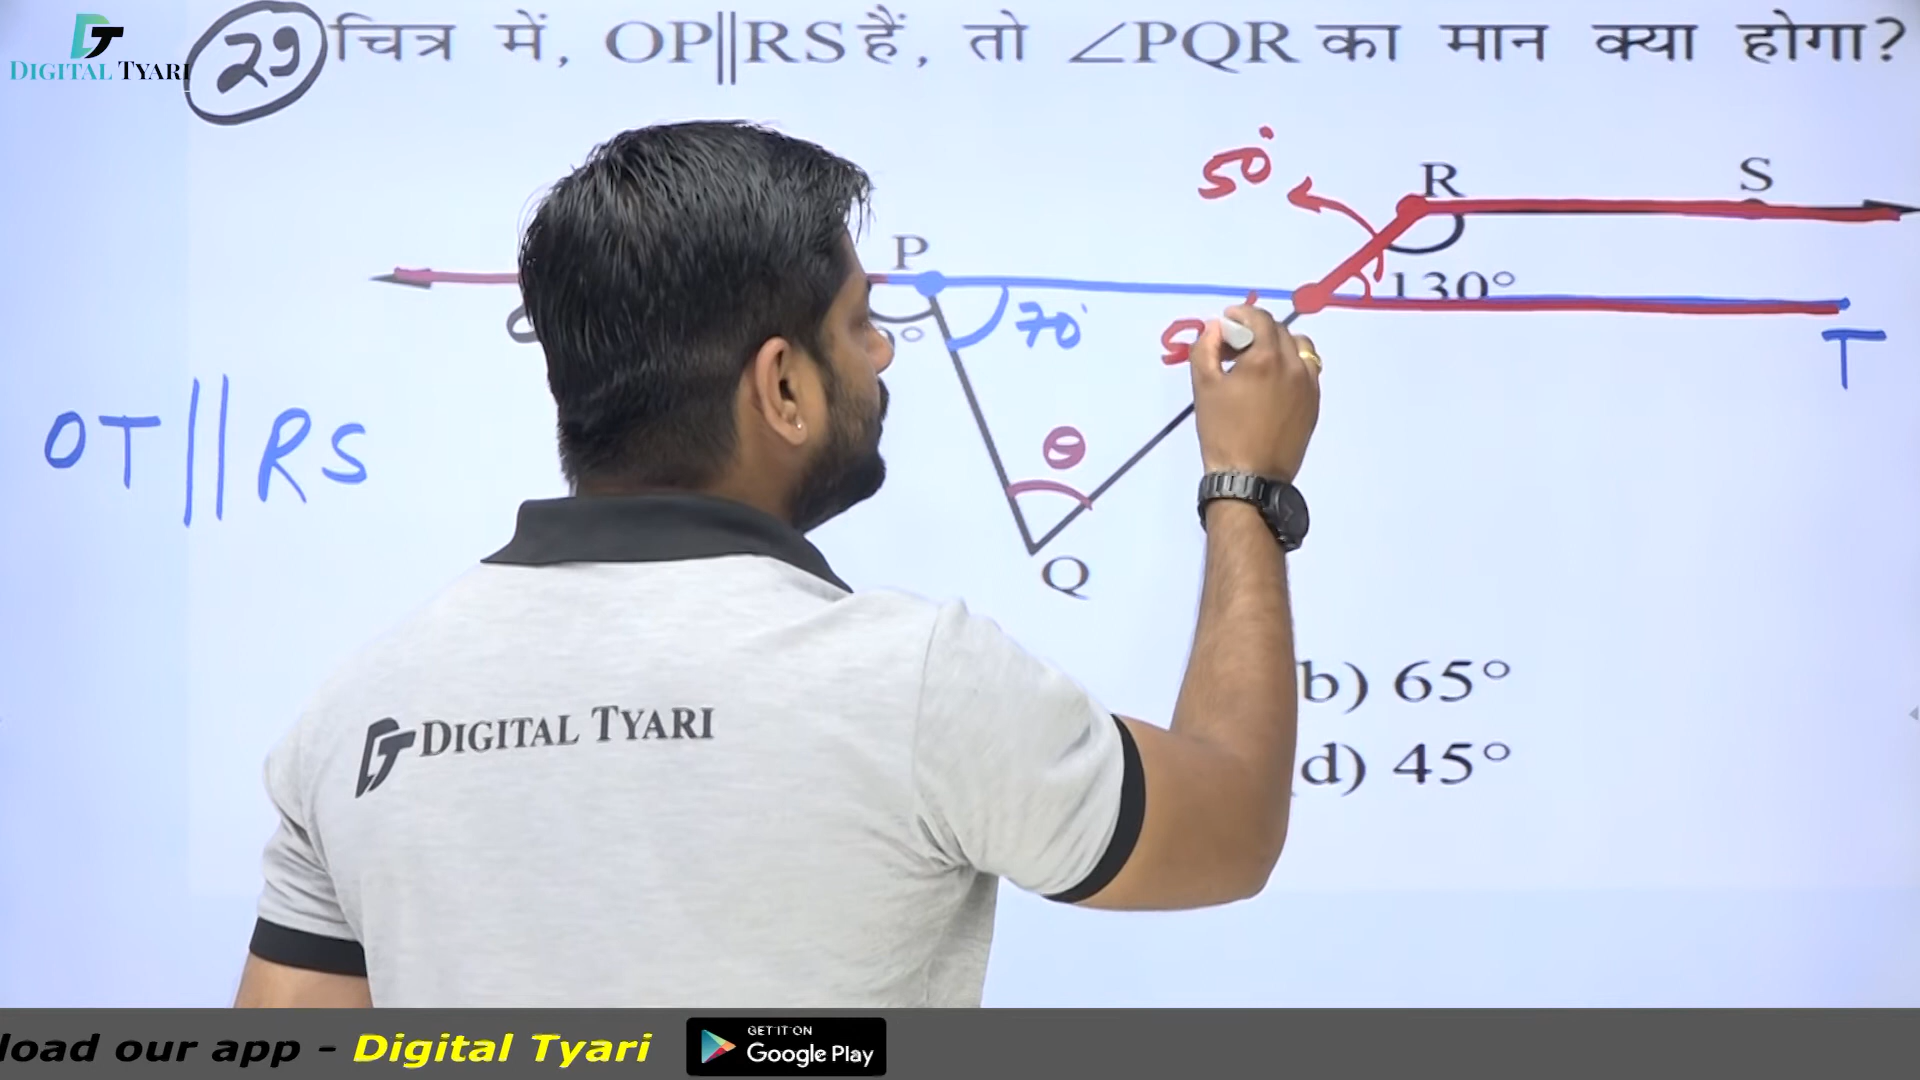 DIGITAL TYARI
29 चित्र में, OP||RS हैं, तो ∠PQR का मान क्या होगा?
50°
R
S
P
130°
70°
T
OT || RS
θ
Q
b) 65°
DIGITAL TYARI
d) 45°
load our app - Digital Tyari
GET IT ON
Google Play